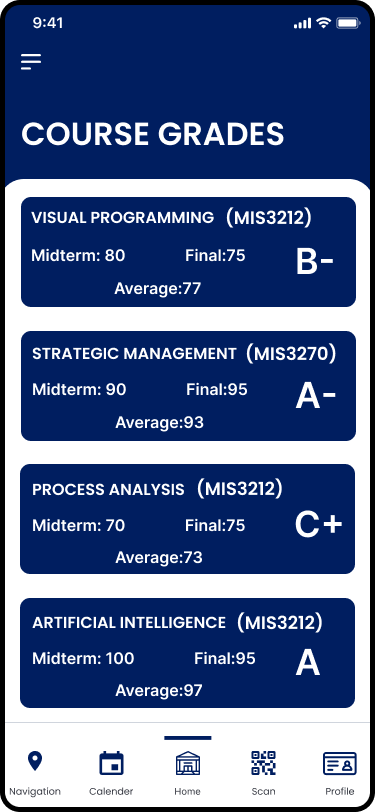 9:41
COURSE GRADES
VISUAL PROGRAMMING (MIS3212)
Midterm: 80 Final:75 B-
Average:77
STRATEGIC MANAGEMENT (MIS3270)
Midterm: 90 Final:95 A-
Average:93
PROCESS ANALYSIS (MIS3212)
Midterm: 70 Final:75 C+
Average:73
ARTIFICIAL INTELLIGENCE (MIS3212)
Midterm: 100 Final:95 A
Average:97
Navigation Calender Home Scan Profile